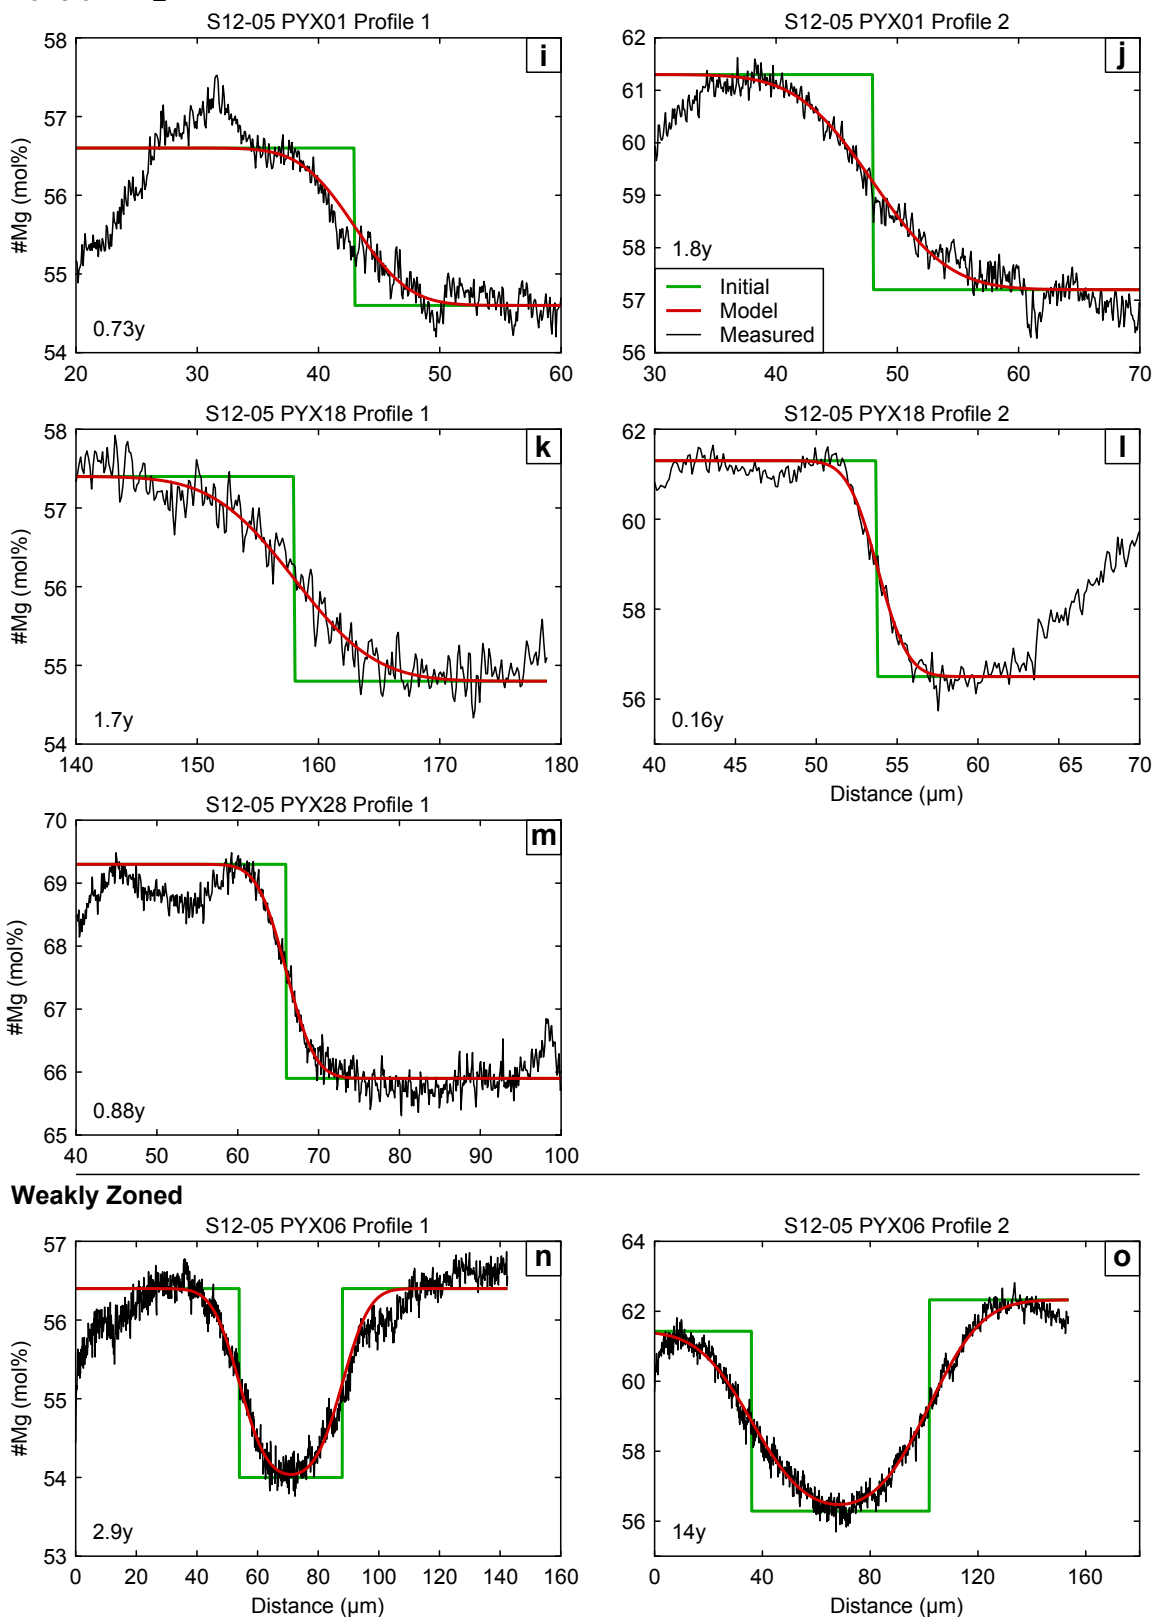 S12-05 PYX01 Profile 1
S12-05 PYX01 Profile 2
58
57
56
55
54
#Mg (mol%)
i
0.73y
20 30 40 50 60
62
61
60
59
58
57
56
j
1.8y
Initial
Model
Measured
30 40 50 60 70
S12-05 PYX18 Profile 1
S12-05 PYX18 Profile 2
58
57
56
55
54
#Mg (mol%)
k
1.7y
140 150 160 170 180
62
60
58
56
l
0.16y
40 45 50 55 60 65 70
Distance (µm)
S12-05 PYX28 Profile 1
70
69
68
67
66
65
#Mg (mol%)
m
0.88y
40 50 60 70 80 90 100
Weakly Zoned
S12-05 PYX06 Profile 1
S12-05 PYX06 Profile 2
57
56
55
54
53
#Mg (mol%)
n
2.9y
0 20 40 60 80 100 120 140 160
Distance (µm)
64
62
60
58
56
o
14y
0 40 80 120 160
Distance (µm)